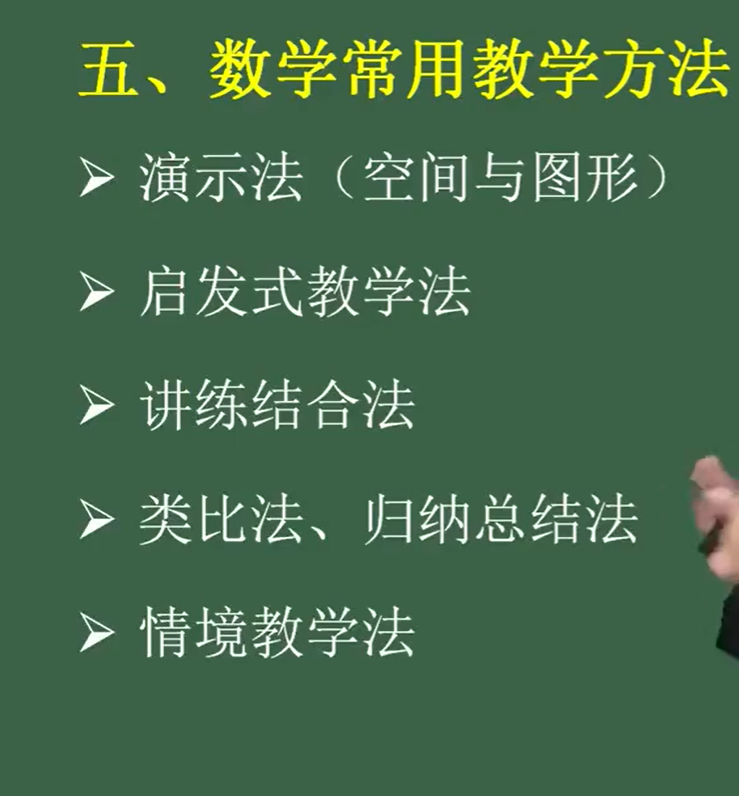 五、数学常用教学方法
➢ 演示法（空间与图形）
➢ 启发式教学法
➢ 讲练结合法
➢ 类比法、归纳总结法
➢ 情境教学法